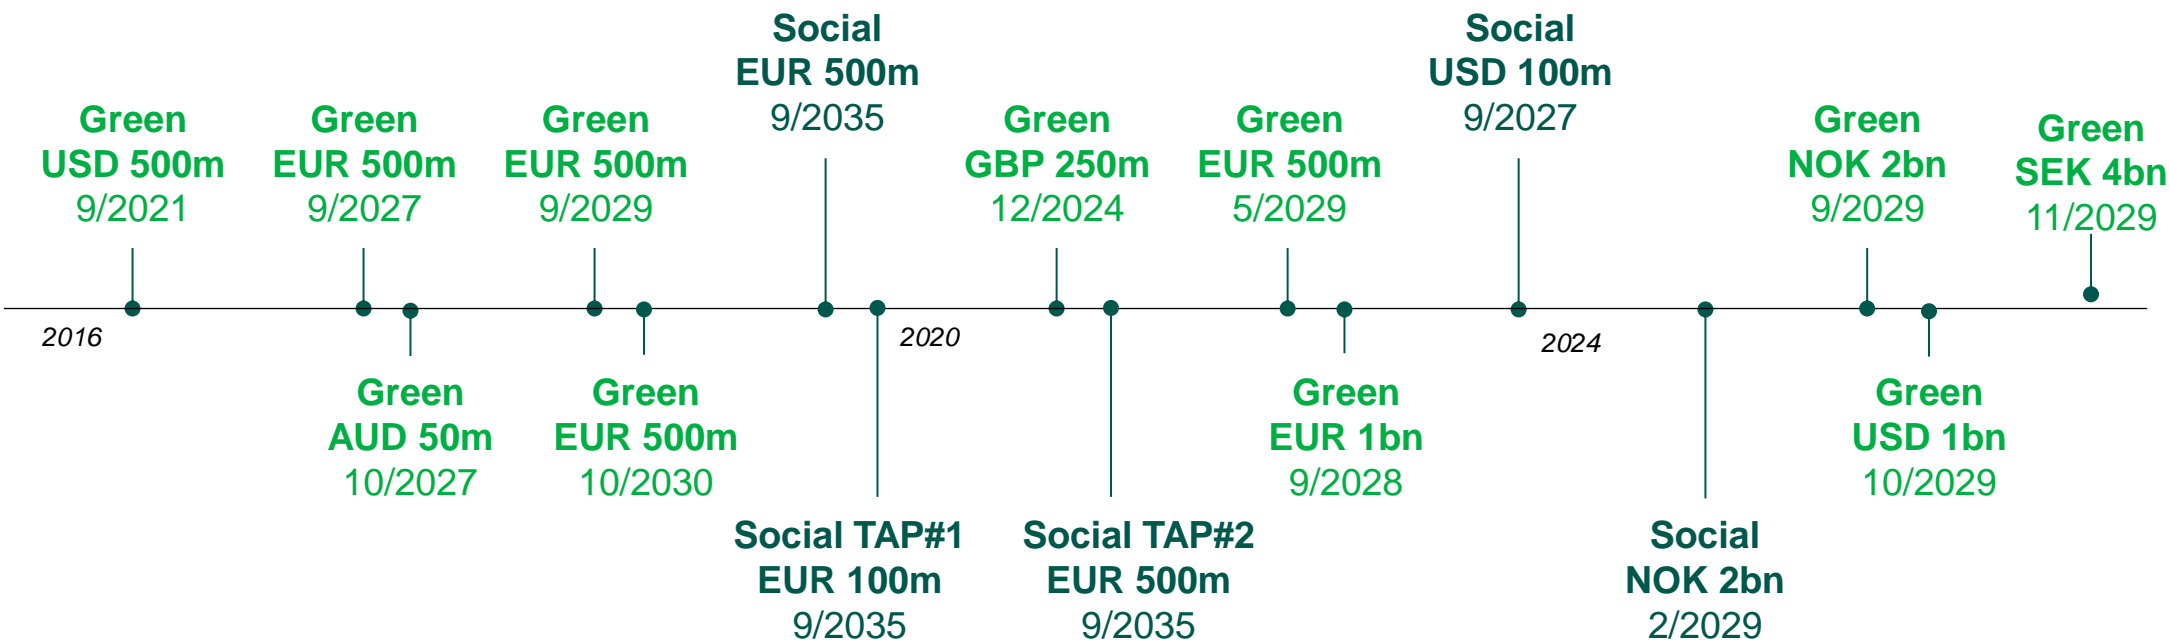 Social
EUR 500m
9/2035
Social
USD 100m
9/2027
Green
USD 500m
9/2021
Green
EUR 500m
9/2027
Green
EUR 500m
9/2029
Green
GBP 250m
12/2024
Green
EUR 500m
5/2029
Green
NOK 2bn
9/2029
Green
SEK 4bn
11/2029
2016
2020
2024
Green
AUD 50m
10/2027
Green
EUR 500m
10/2030
Green
EUR 1bn
9/2028
Green
USD 1bn
10/2029
Social TAP#1
EUR 100m
9/2035
Social TAP#2
EUR 500m
9/2035
Social
NOK 2bn
2/2029